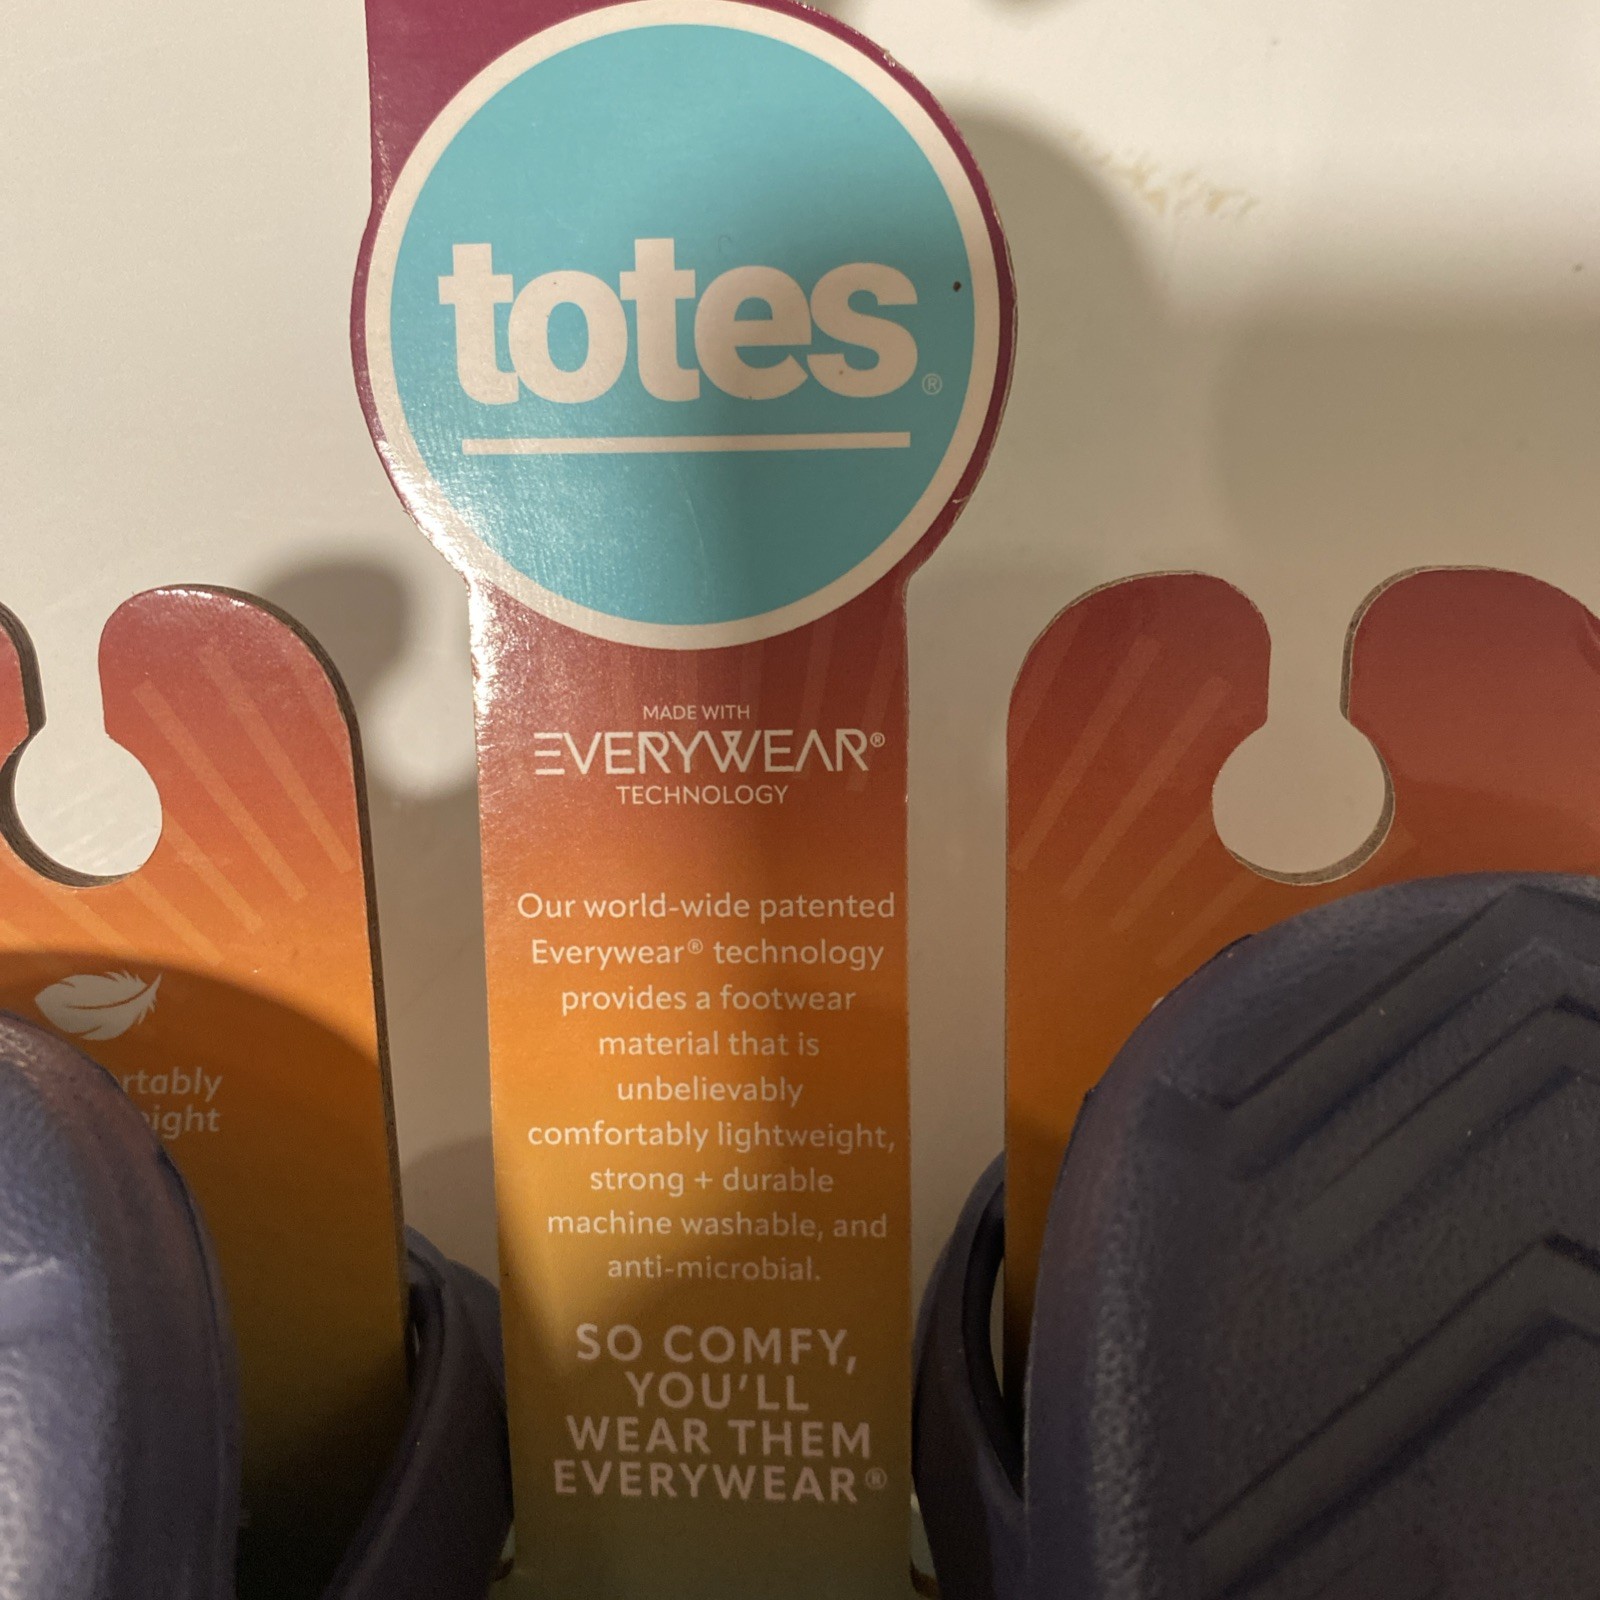 totes®
MADE WITH
EVERYWEAR®
TECHNOLOGY
Our world-wide patented
Everywear® technology
provides a footwear
material that is
unbelievably
comfortably lightweight,
strong + durable
machine washable, and
anti-microbial.
SO COMFY,
YOU'LL
WEAR THEM
EVERYWEAR®